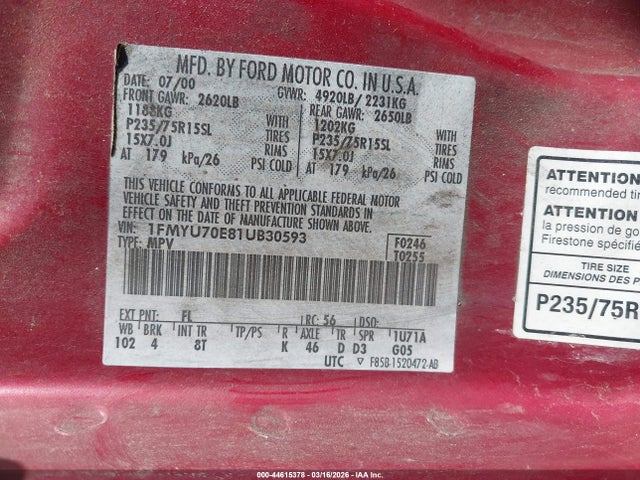 MFD. BY FORD MOTOR CO. IN U.S.A.
DATE: 07/00 GVWR: 4920LB/ 2231KG
FRONT GAWR: 2620LB REAR GAWR: 2650LB
1188KG WITH 1202KG WITH
P235/75R15SL TIRES P235/75R15SL TIRES
15X7.0J RIMS 15X7.0J RIMS
AT 179 kPa/26 PSI COLD AT 179 kPa/26 PSI COLD
THIS VEHICLE CONFORMS TO ALL APPLICABLE FEDERAL MOTOR
VEHICLE SAFETY AND THEFT PREVENTION STANDARDS IN
EFFECT ON THE DATE OF MANUFACTURE SHOWN ABOVE.
VIN: 1FMYU70E81UB30593
TYPE: MPV
F0246
T0255
EXT PNT: FL RC: 56 DSO:
WB BRK INT TR TP/PS R AXLE TR SPR 1U71A
102 4 8T K 46 D D3 G05
UTC ▽ F85B-1520472-AB
ATTENTION
recommended tir
ATTENTION
la pression de go
Firestone spécifié
TIRE SIZE
DIMENSIONS DES P
P235/75R
000-44615378 - 03/16/2026 - IAA Inc.